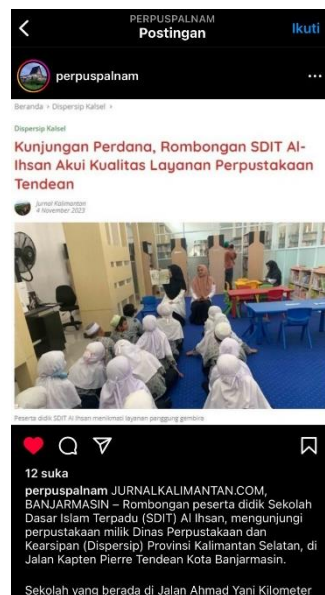 PERPUSPALNAM
Postingan
Ikuti
perpuspalnam
Beranda > Dispersip Kalsel >
Dispersip Kalsel
Kunjungan Perdana, Rombongan SDIT Al-
Ihsan Akui Kualitas Layanan Perpustakaan
Tendean
Jurnal Kalimantan
4 November 2023
Peserta didik SDIT Al Ihsan menikmati layanan panggung gembira
12 suka
perpuspalnam JURNALKALIMANTAN.COM,
BANJARMASIN – Rombongan peserta didik Sekolah
Dasar Islam Terpadu (SDIT) Al Ihsan, mengunjungi
perpustakaan milik Dinas Perpustakaan dan
Kearsipan (Dispersip) Provinsi Kalimantan Selatan, di
Jalan Kapten Pierre Tendean Kota Banjarmasin.
Sekolah yang berada di Jalan Ahmad Yani Kilometer